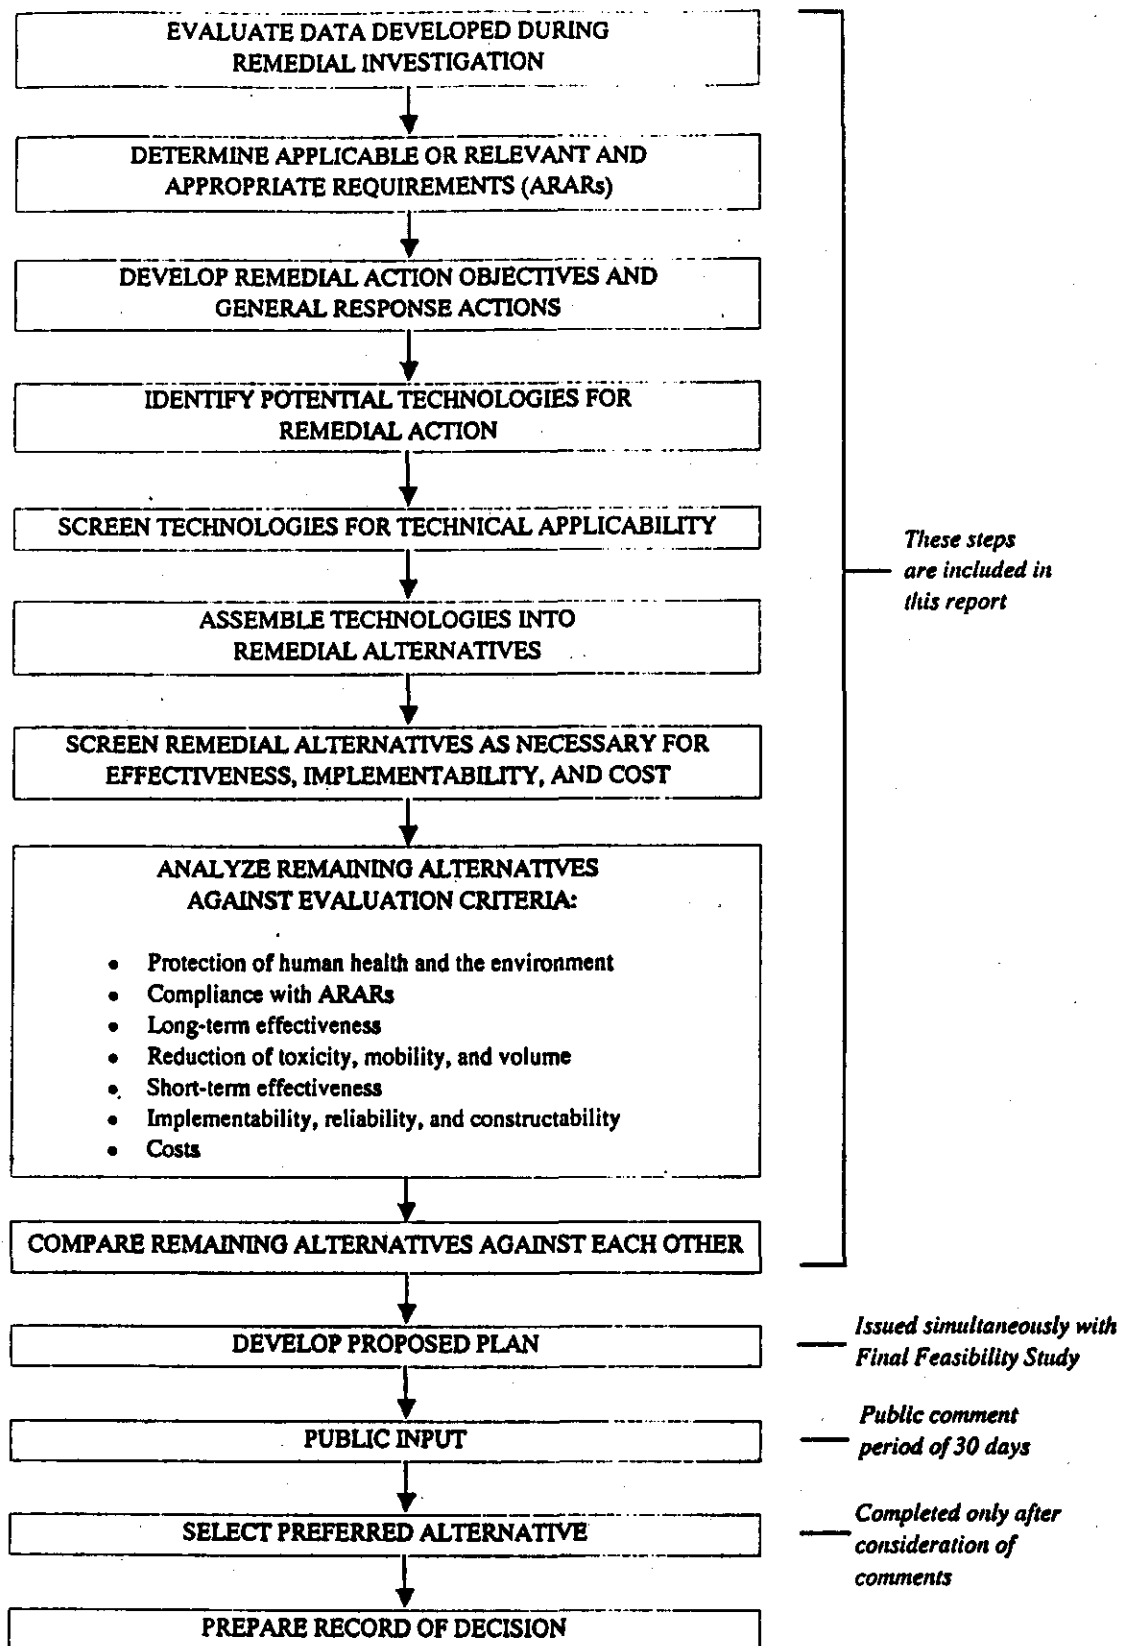 EVALUATE DATA DEVELOPED DURING
REMEDIAL INVESTIGATION
DETERMINE APPLICABLE OR RELEVANT AND
APPROPRIATE REQUIREMENTS (ARARs)
DEVELOP REMEDIAL ACTION OBJECTIVES AND
GENERAL RESPONSE ACTIONS
IDENTIFY POTENTIAL TECHNOLOGIES FOR
REMEDIAL ACTION
SCREEN TECHNOLOGIES FOR TECHNICAL APPLICABILITY
These steps
are included in
this report
ASSEMBLE TECHNOLOGIES INTO
REMEDIAL ALTERNATIVES
SCREEN REMEDIAL ALTERNATIVES AS NECESSARY FOR
EFFECTIVENESS, IMPLEMENTABILITY, AND COST
ANALYZE REMAINING ALTERNATIVES
AGAINST EVALUATION CRITERIA:
• Protection of human health and the environment
• Compliance with ARARs
• Long-term effectiveness
• Reduction of toxicity, mobility, and volume
• Short-term effectiveness
• Implementability, reliability, and constructability
• Costs
COMPARE REMAINING ALTERNATIVES AGAINST EACH OTHER
DEVELOP PROPOSED PLAN
Issued simultaneously with
Final Feasibility Study
PUBLIC INPUT
Public comment
period of 30 days
SELECT PREFERRED ALTERNATIVE
Completed only after
consideration of
comments
PREPARE RECORD OF DECISION